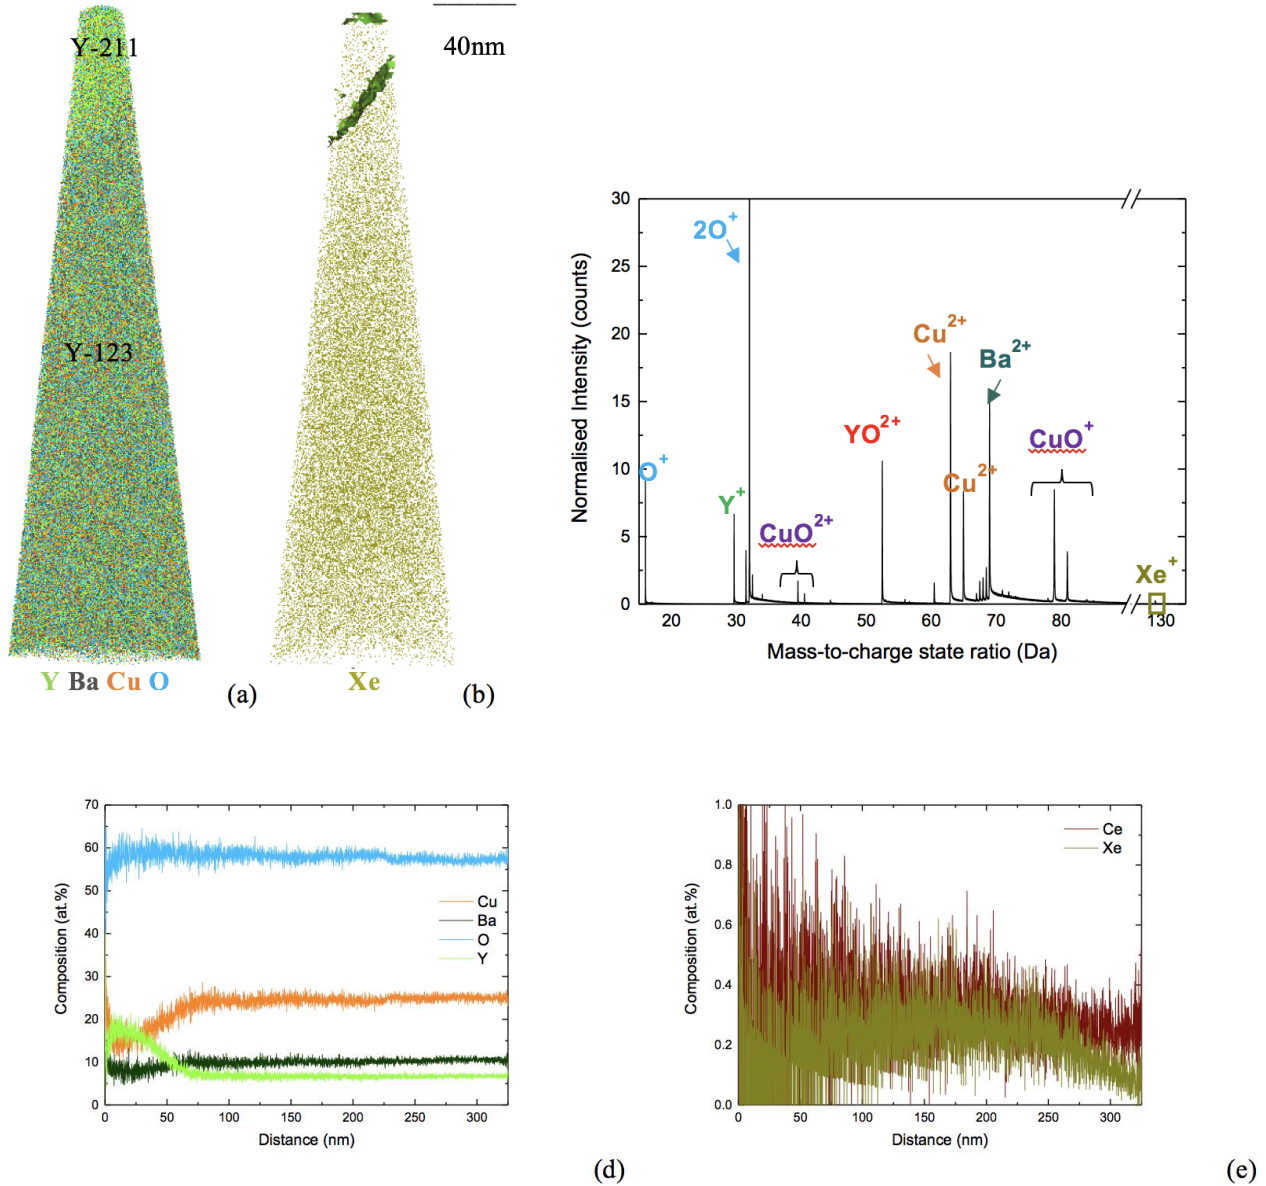 Y-211
Y-123
Y Ba Cu O
(a)
40nm
Xe
(b)
30
25
20
15
10
5
0
Normalised Intensity (counts)
2O+
O+
Y+
CuO2+
YO2+
Cu2+
Cu2+
Ba2+
CuO+
Xe+
20 30 40 50 60 70 80 130
Mass-to-charge state ratio (Da)
70
60
50
40
30
20
10
0
Composition (at.%)
Cu
Ba
O
Y
0 50 100 150 200 250 300
Distance (nm)
(d)
1.0
0.8
0.6
0.4
0.2
0.0
Composition (at.%)
Ce
Xe
0 50 100 150 200 250 300
Distance (nm)
(e)